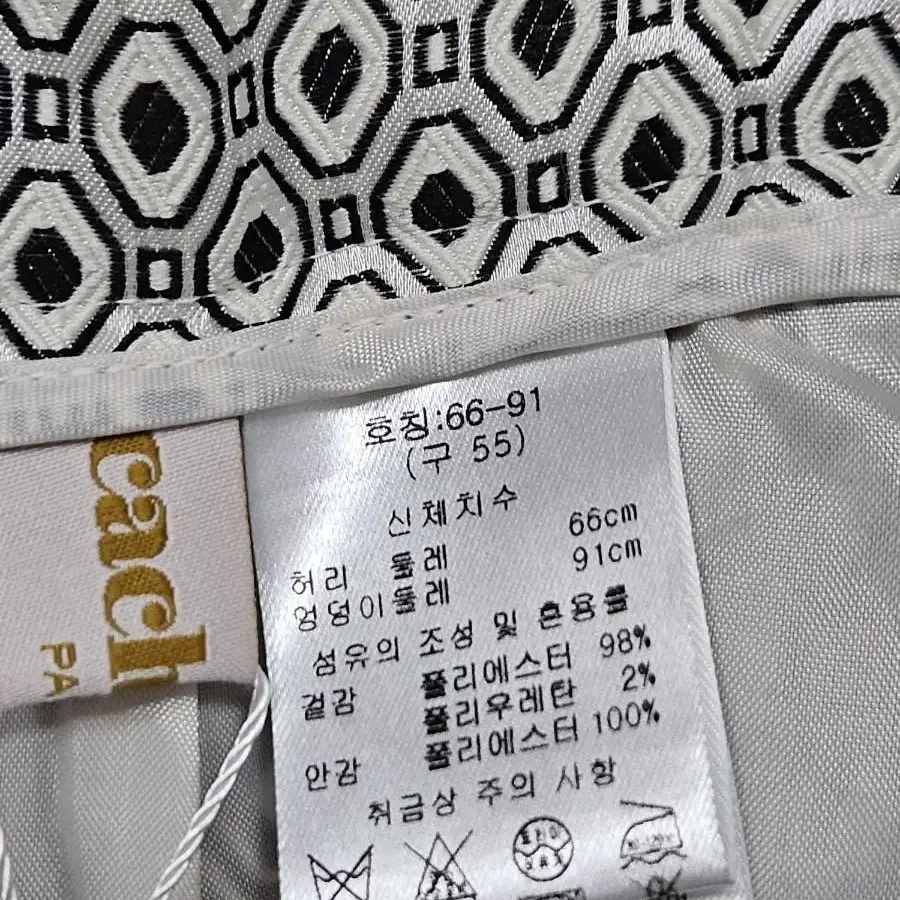 cach
PA
호칭:66-91
(구 55)
신체치수
허리 둘레 66cm
엉덩이둘레 91cm
섬유의 조성 및 혼용률
겉감 폴리에스터 98%
폴리우레탄 2%
안감 폴리에스터 100%
취급상 주의 사항